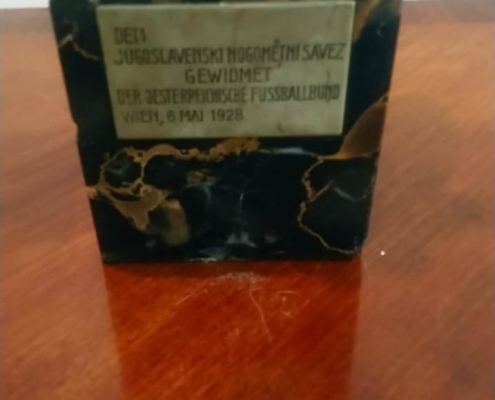 DEM
JUGOSLAVENSKI NOGOMETNI SAVEZ
GEWIDMET
DER OESTERREICHISCHE FUSSBALLBUND
WIEN, 6 MAI 1928